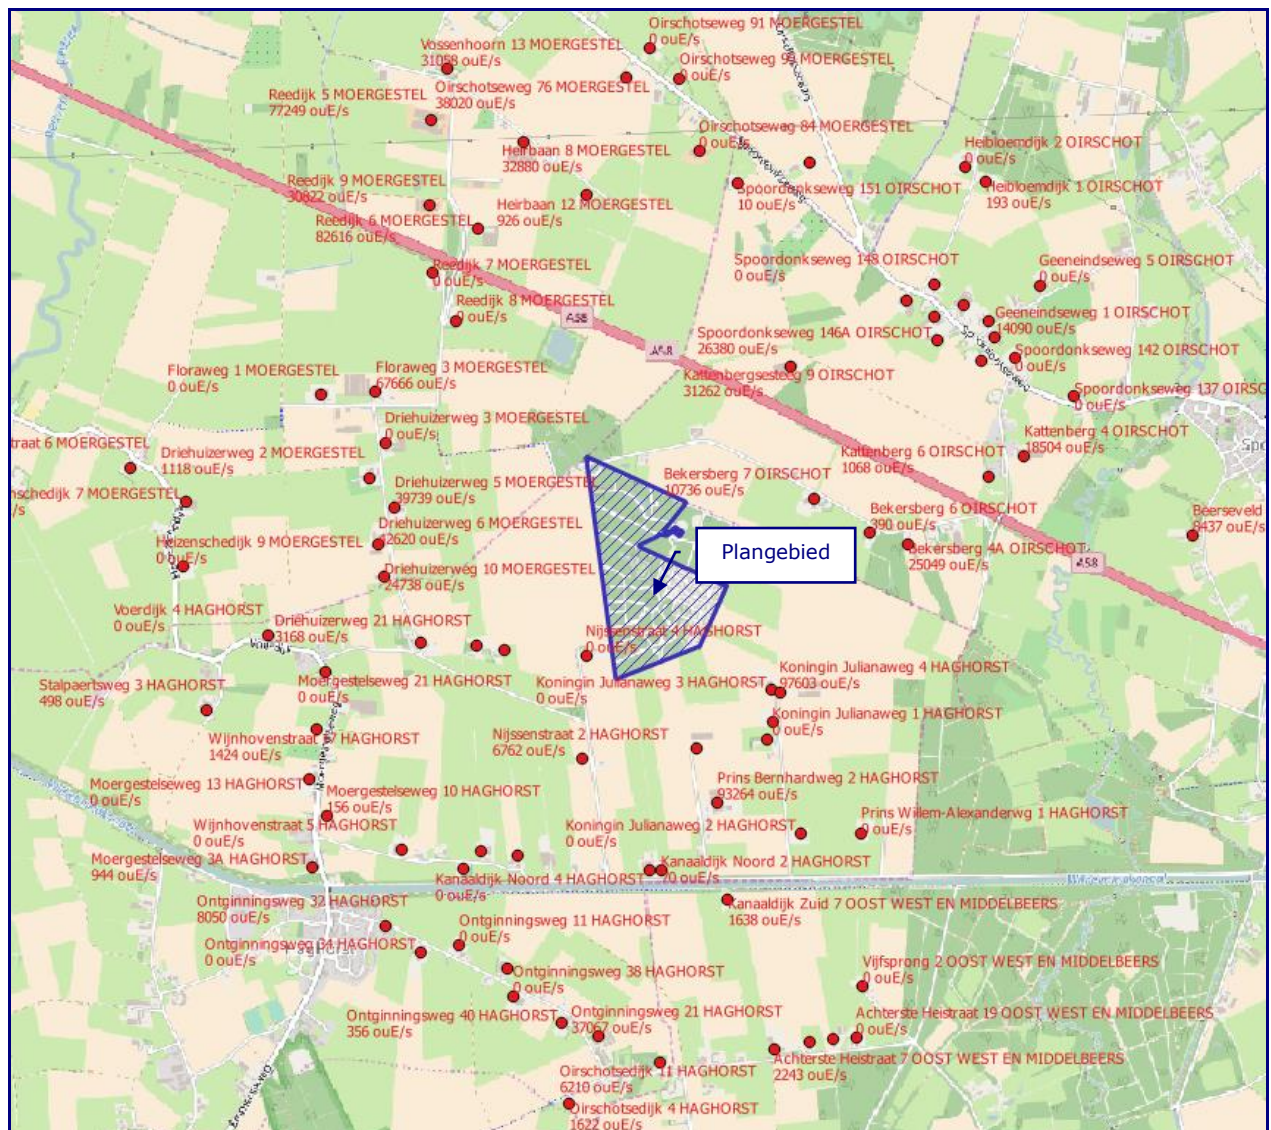 Oirschotseweg 91 MOERGESTEL
0 ouE/s
Vossenhoorn 13 MOERGESTEL
31058 ouE/s
Oirschotseweg 76 MOERGESTEL
38020 ouE/s
0 ouE/s
Reedijk 5 MOERGESTEL
77249 ouE/s
Oirschotseweg 84 MOERGESTEL
0 ouE/s
Heirbaan 8 MOERGESTEL
32880 ouE/s
Heibloemdijk 2 OIRSCHOT
0 ouE/s
Heibloemdijk 1 OIRSCHOT
193 ouE/s
Reedijk 9 MOERGESTEL
30822 ouE/s
Spoordonkseweg 151 OIRSCHOT
10 ouE/s
Heirbaan 12 MOERGESTEL
926 ouE/s
Reedijk 6 MOERGESTEL
82616 ouE/s
Reedijk 7 MOERGESTEL
0 ouE/s
Spoordonkseweg 148 OIRSCHOT
0 ouE/s
Geeneindseweg 5 OIRSCHOT
0 ouE/s
Reedijk 8 MOERGESTEL
0 ouE/s
A58
Geeneindseweg 1 OIRSCHOT
14090 ouE/s
Spoordonkseweg 146A OIRSCHOT
26380 ouE/s
A58
Spoordonkseweg 142 OIRSCHOT
0 ouE/s
Floraweg 1 MOERGESTEL
0 ouE/s
Floraweg 3 MOERGESTEL
67666 ouE/s
Kattenbergsesteeg 9 OIRSCHOT
31262 ouE/s
Spoordonkseweg 137 OIRSC
0 ouE/s
Driehuizerweg 3 MOERGESTEL
0 ouE/s
Kattenberg 4 OIRSCHOT
18504 ouE/s
Spo
traat 6 MOERGESTEL
Driehuizerweg 2 MOERGESTEL
1118 ouE/s
Kattenberg 6 OIRSCHOT
1068 ouE/s
Bekersberg 7 OIRSCHOT
10736 ouE/s
Driehuizerweg 5 MOERGESTEL
39739 ouE/s
nschedijk 7 MOERGESTEL
/s
Bekersberg 6 OIRSCHOT
390 ouE/s
Beerseveld
8437 ouE/s
Driehuizerweg 6 MOERGESTEL
42620 ouE/s
Heizenschedijk 9 MOERGESTEL
0 ouE/s
Plangebied
Bekersberg 4A OIRSCHOT
25049 ouE/s
A58
Driehuizerweg 10 MOERGESTEL
24738 ouE/s
Voerdijk 4 HAGHORST
0 ouE/s
Driehuizerweg 21 HAGHORST
3168 ouE/s
Voerdijk
Nijssenstraat 4 HAGHORST
0 ouE/s
Koningin Julianaweg 4 HAGHORST
97603 ouE/s
Moergestelseweg 21 HAGHORST
0 ouE/s
Stalpaertsweg 3 HAGHORST
498 ouE/s
Koningin Julianaweg 3 HAGHORST
0 ouE/s
Koningin Julianaweg 1 HAGHORST
0 ouE/s
Moergestelseweg
Nijssenstraat 2 HAGHORST
6762 ouE/s
1424 ouE/s
Moergestelseweg 13 HAGHORST
0 ouE/s
Moergestelseweg 10 HAGHORST
156 ouE/s
Prins Bernhardweg 2 HAGHORST
93264 ouE/s
Prins Willem-Alexanderwg 1 HAGHORST
0 ouE/s
Wijnhovenstraat 5 HAGHORST
0 ouE/s
Koningin Julianaweg 2 HAGHORST
0 ouE/s
Moergestelseweg 3A HAGHORST
944 ouE/s
Kanaaldijk Noord 2 HAGHORST
70 ouE/s
Kanaaldijk Noord 4 HAGHORST
0 ouE/s
Ontginningsweg 32 HAGHORST
8050 ouE/s
Kanaaldijk Zuid 7 OOST WEST EN MIDDELBEERS
1638 ouE/s
Ontginningsweg 11 HAGHORST
0 ouE/s
Ontginningsweg 34 HAGHORST
0 ouE/s
Haghorst
Ontginningsweg 38 HAGHORST
0 ouE/s
Vijfsprong 2 OOST WEST EN MIDDELBEERS
0 ouE/s
Ontginningsweg 40 HAGHORST
356 ouE/s
Ontginningsweg 21 HAGHORST
37067 ouE/s
Achterste Heistraat 19 OOST WEST EN MIDDELBEERS
0 ouE/s
Achterste Heistraat 7 OOST WEST EN MIDDELBEERS
2243 ouE/s
Oirschotsedijk 11 HAGHORST
6210 ouE/s
Oirschotsedijk 4 HAGHORST
1622 ouE/s